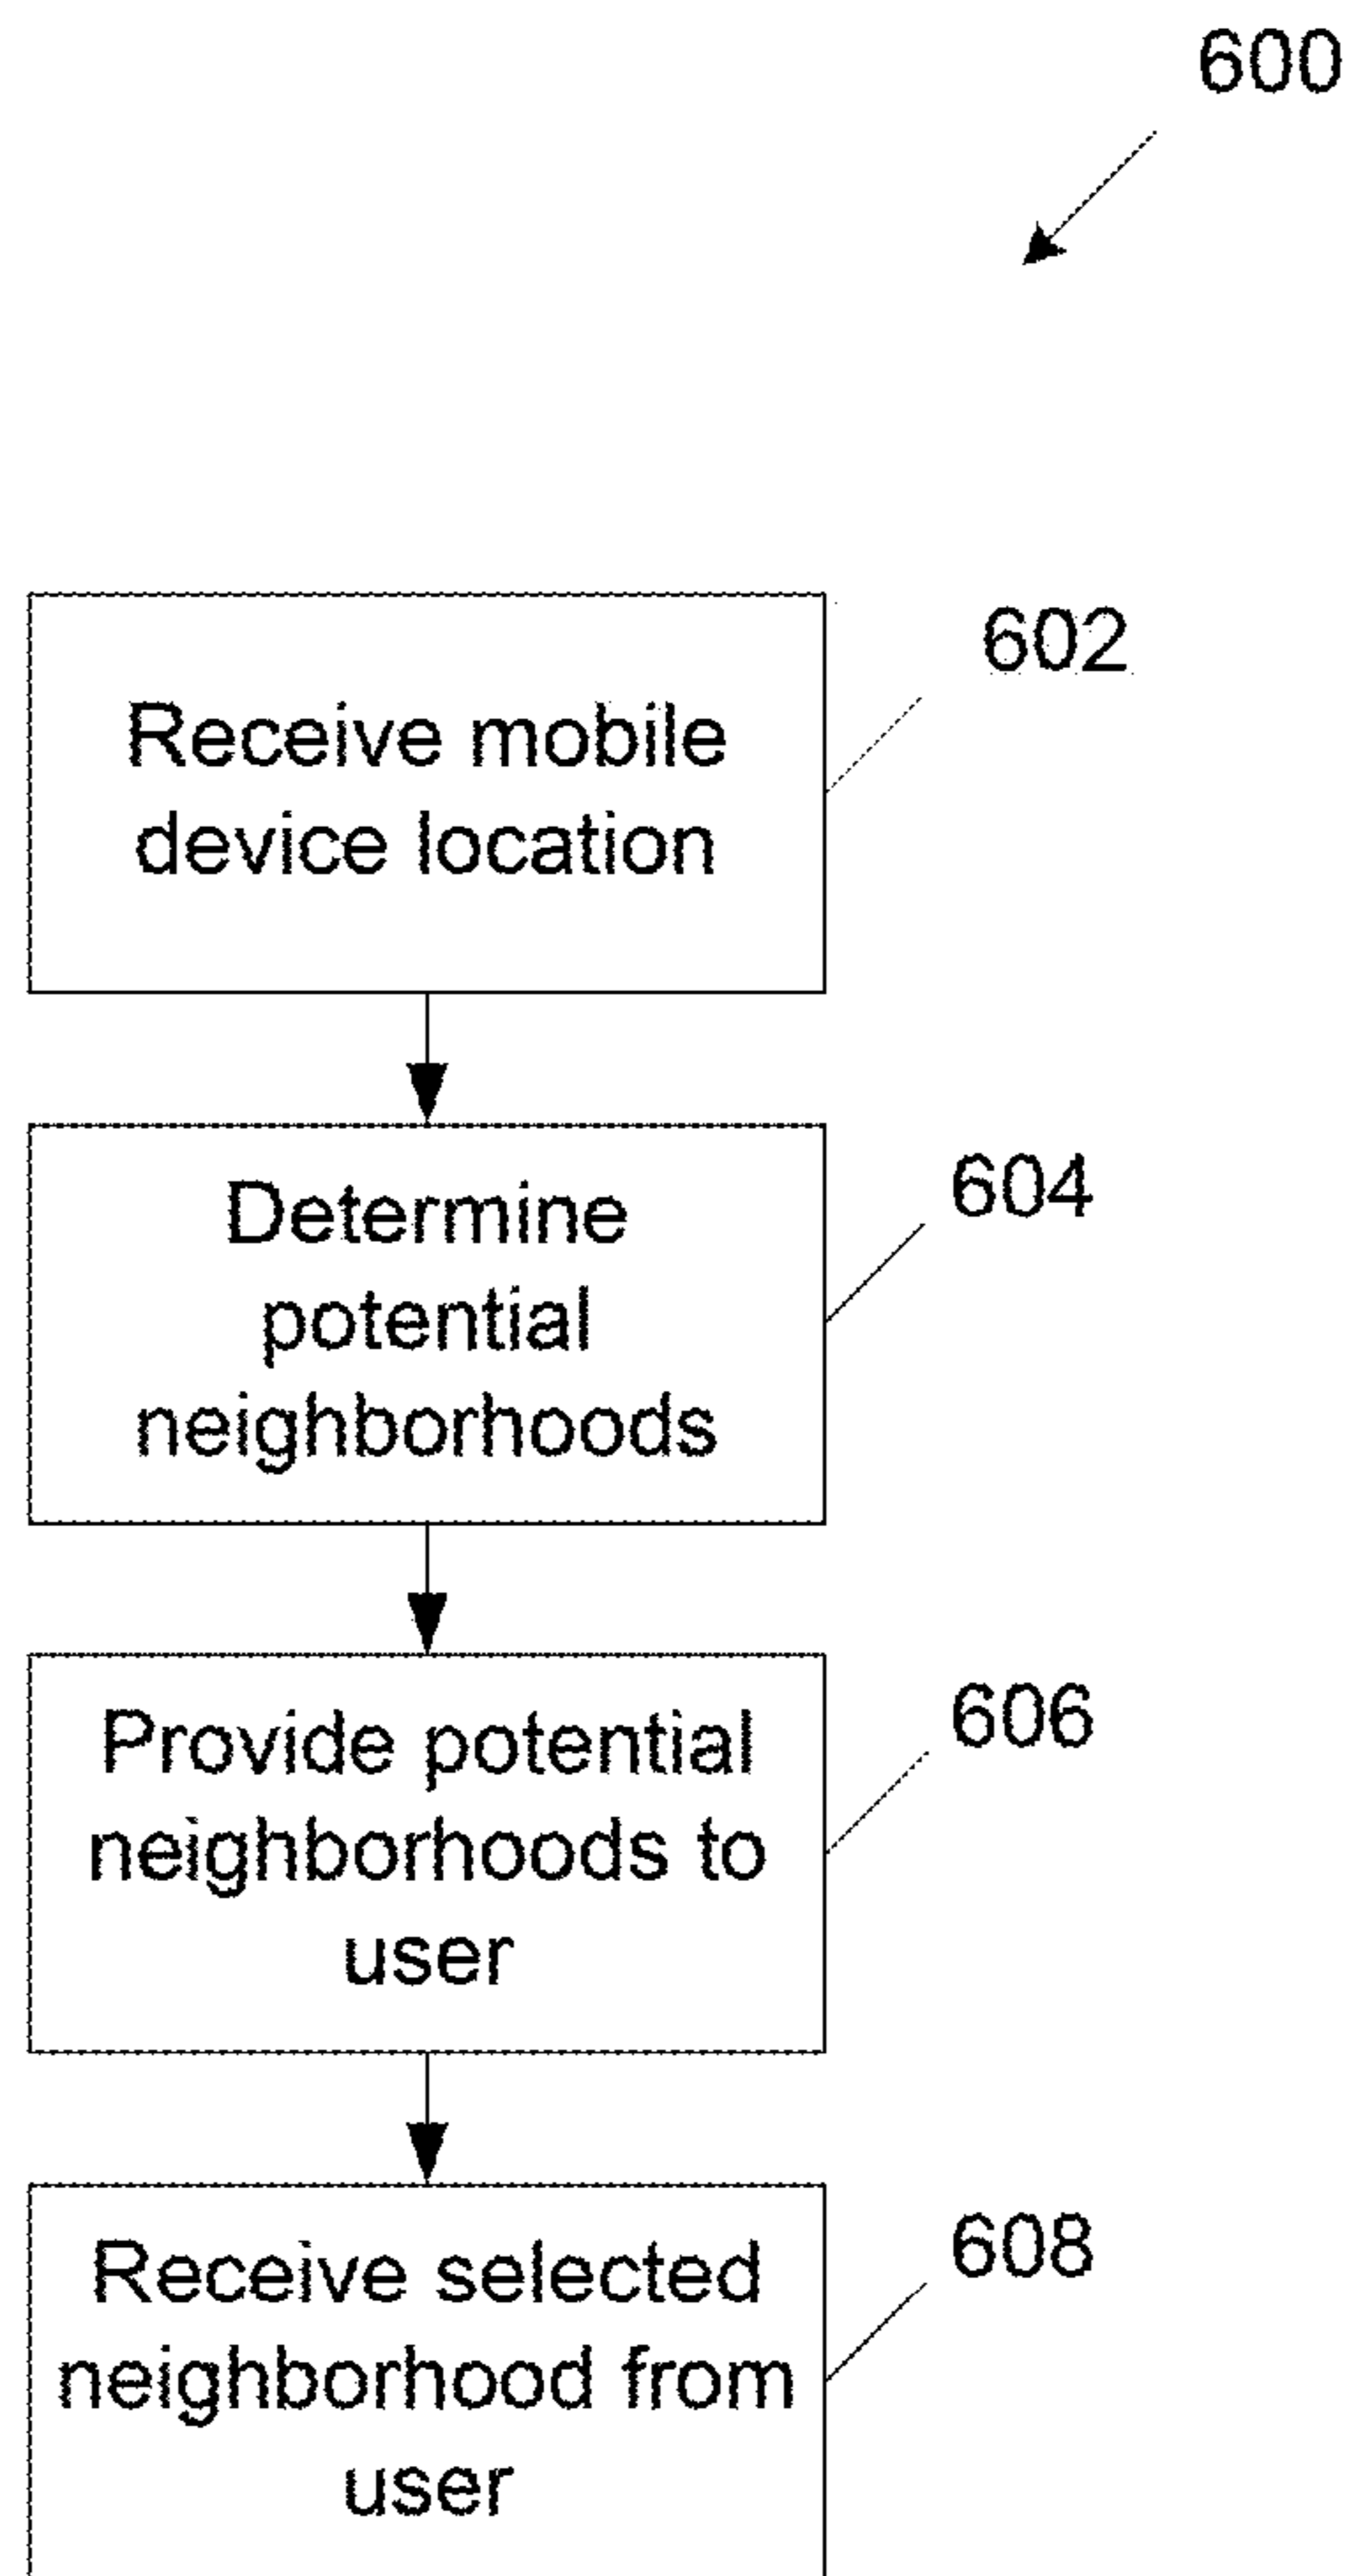 600
602
Receive mobile
device location
604
Determine
potential
neighborhoods
606
Provide potential
neighborhoods to
user
608
Receive selected
neighborhood from
user